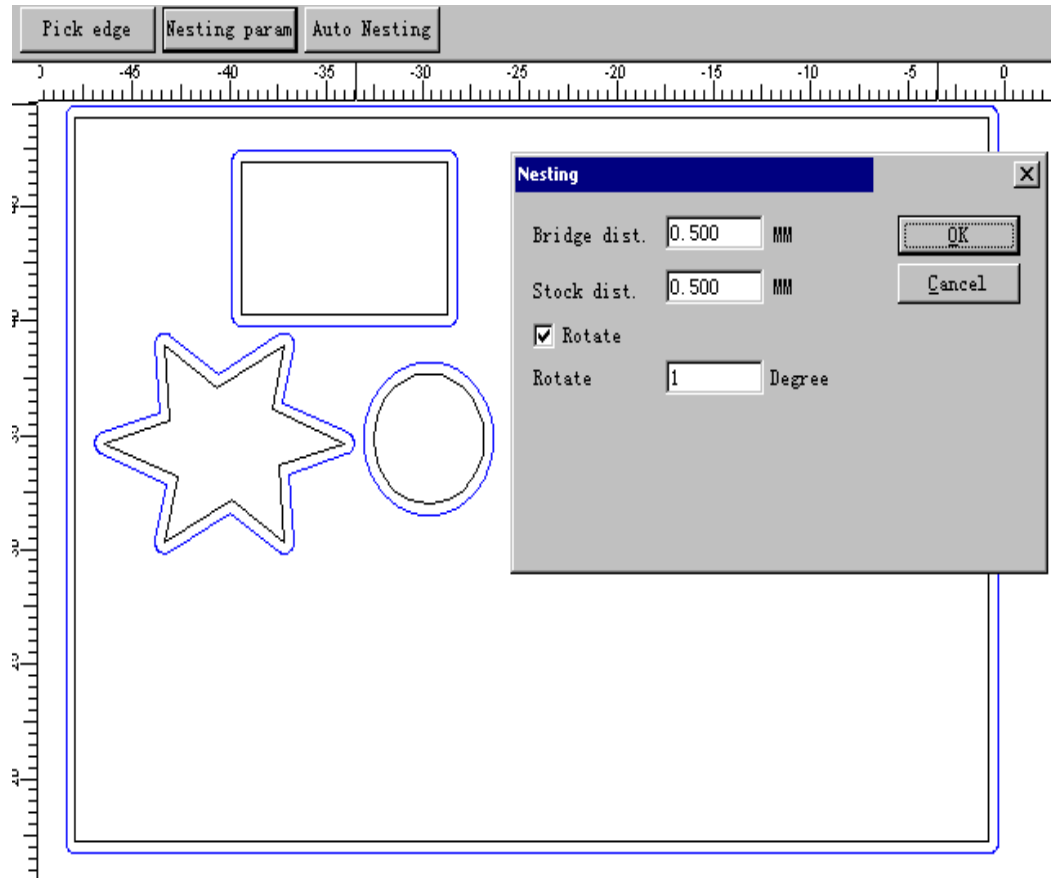 Pick edge Nesting param Auto Nesting
-45 -40 -35 -30 -25 -20 -15 -10 -5 0
Nesting
Bridge dist. 0.500 MM
OK
Stock dist. 0.500 MM
Cancel
Rotate
Rotate 1 Degree